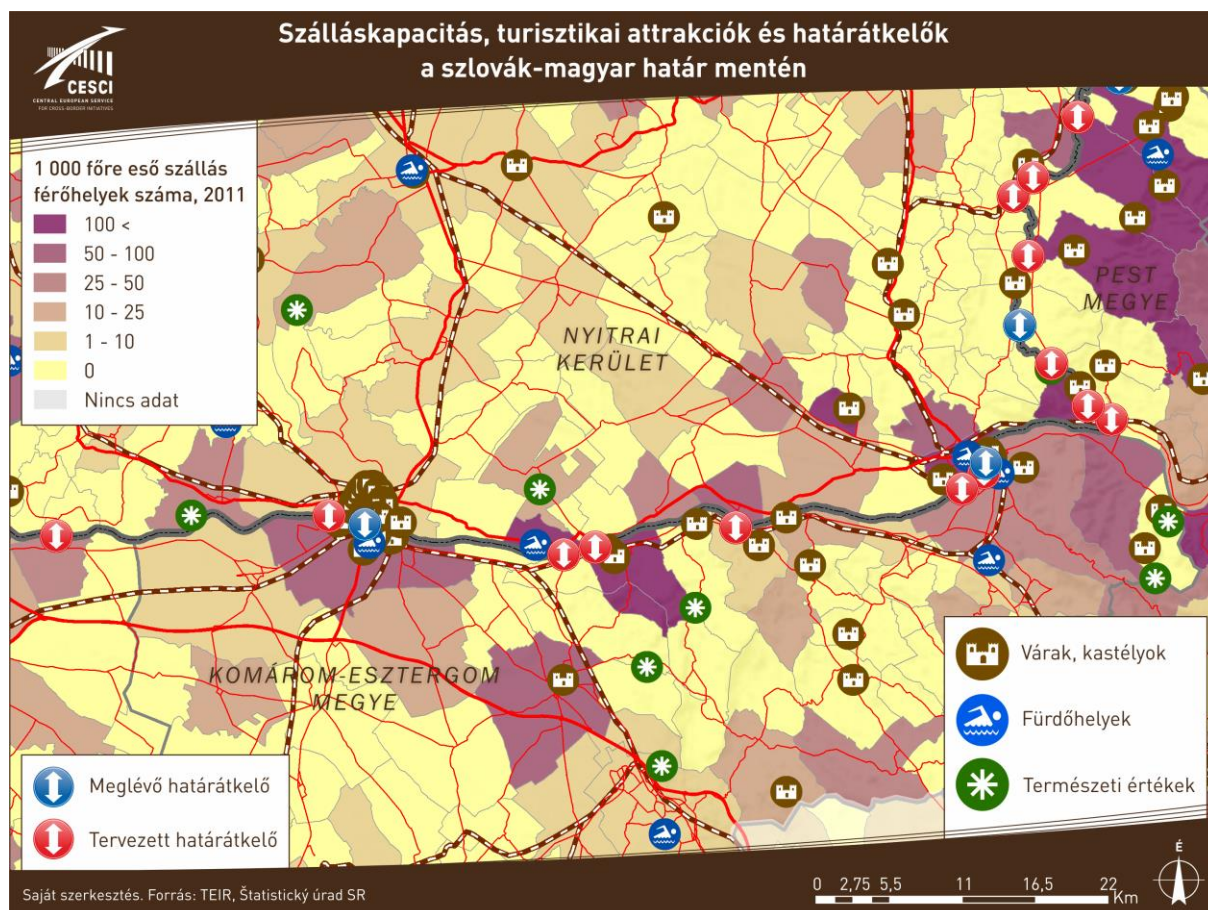 Szálláskapacitás, turisztikai attrakciók és határátkelők
a szlovák-magyar határ mentén
CESCI
CENTRAL EUROPEAN SERVICE
FOR CROSS-BORDER INITIATIVES
1 000 főre eső szállás
férőhelyek száma, 2011
100 <
50 - 100
25 - 50
10 - 25
1 - 10
0
Nincs adat
PEST
MEGYE
NYITRAI
KERÜLET
KOMÁROM-ESZTERGOM
MEGYE
Várak, kastélyok
Fürdőhelyek
Természeti értékek
Meglévő határátkelő
Tervezett határátkelő
Saját szerkesztés. Forrás: TEIR, Štatistický úrad SR
0 2,75 5,5 11 16,5 22
Km
É